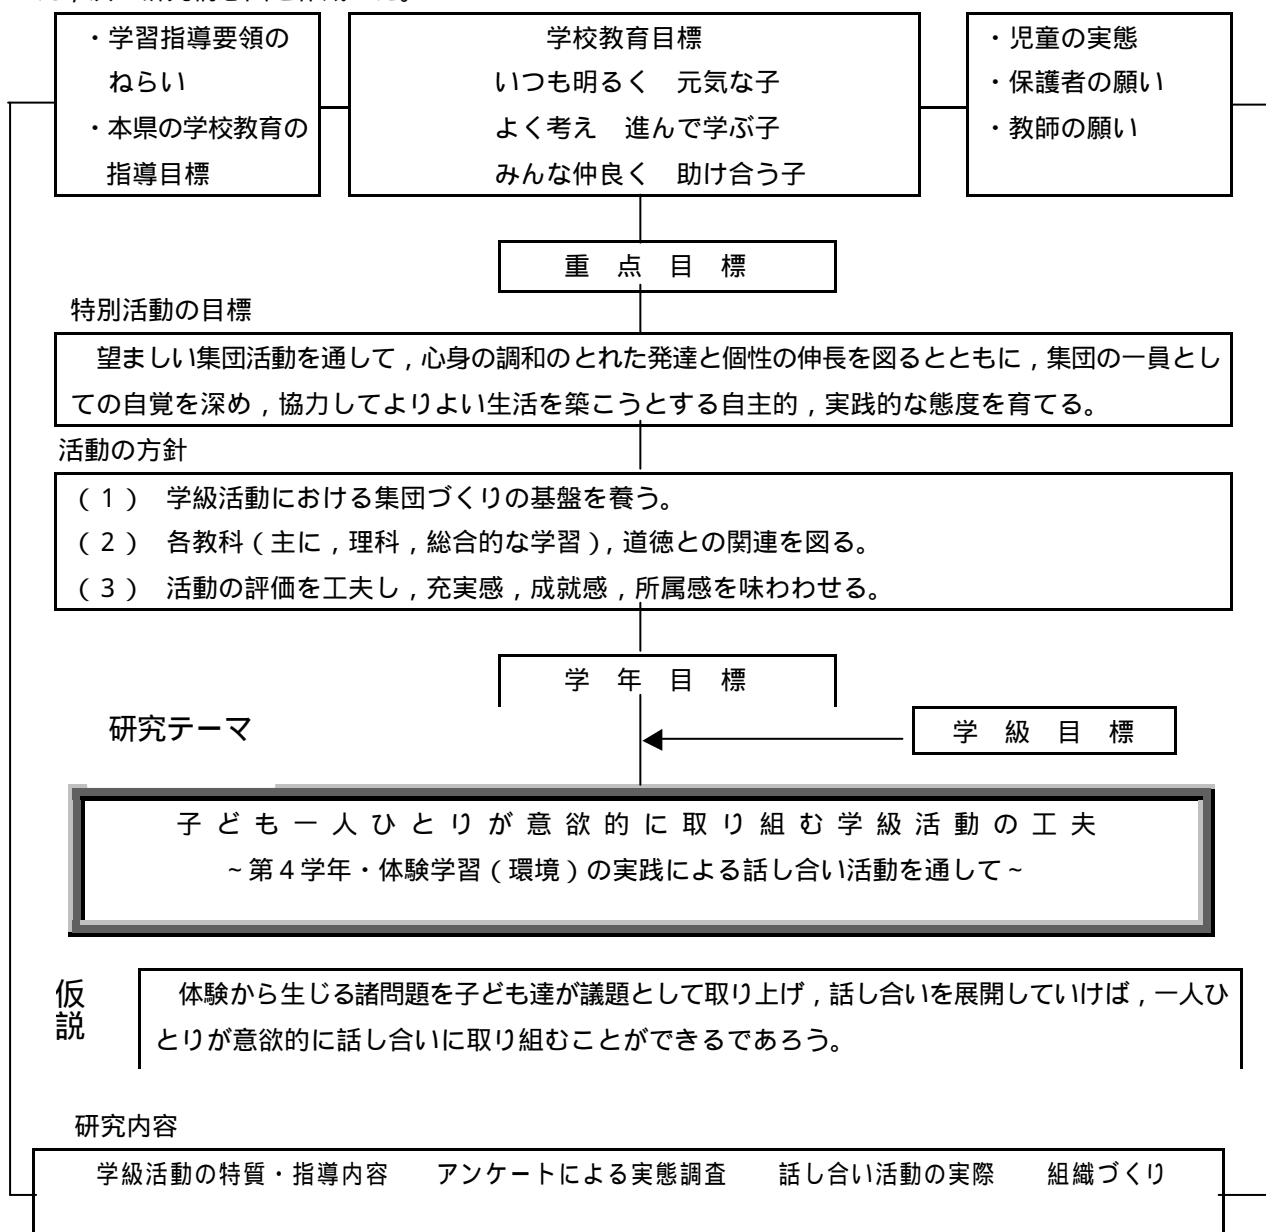 ・学習指導要領の
ねらい
・本県の学校教育の
指導目標
学校教育目標
いつも明るく 元気な子
よく考え 進んで学ぶ子
みんな仲良く 助け合う子
・児童の実態
・保護者の願い
・教師の願い
重 点 目 標
特別活動の目標
望ましい集団活動を通して,心身の調和のとれた発達と個性の伸長を図るとともに,集団の一員とし
ての自覚を深め,協力してよりよい生活を築こうとする自主的,実践的な態度を育てる。
活動の方針
(1) 学級活動における集団づくりの基盤を養う。
(2) 各教科(主に,理科,総合的な学習),道徳との関連を図る。
(3) 活動の評価を工夫し,充実感,成就感,所属感を味わわせる。
学 年 目 標
研究テーマ
学 級 目 標
子ども一人ひとりが意欲的に取り組む学級活動の工夫
~第4学年・体験学習(環境)の実践による話し合い活動を通して~
仮説
体験から生じる諸問題を子ども達が議題として取り上げ,話し合いを展開していけば,一人ひ
とりが意欲的に話し合いに取り組むことができるであろう。
研究内容
学級活動の特質・指導内容 アンケートによる実態調査 話し合い活動の実際 組織づくり